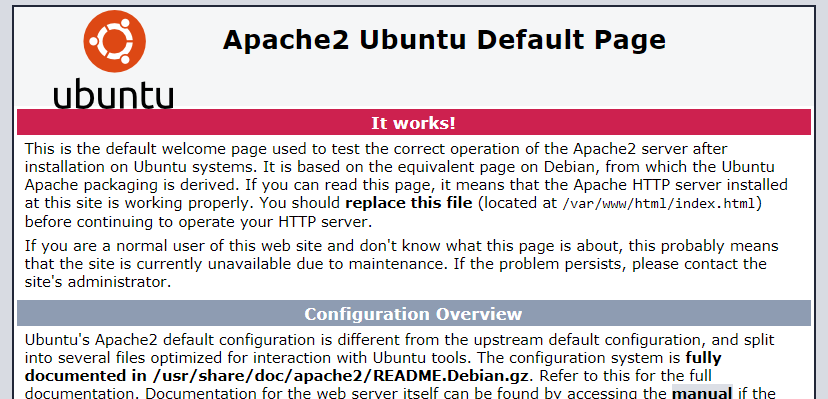 Apache2 Ubuntu Default Page
ubuntu
It works!
This is the default welcome page used to test the correct operation of the Apache2 server after
installation on Ubuntu systems. It is based on the equivalent page on Debian, from which the Ubuntu
Apache packaging is derived. If you can read this page, it means that the Apache HTTP server installed
at this site is working properly. You should replace this file (located at /var/www/html/index.html)
before continuing to operate your HTTP server.
If you are a normal user of this web site and don't know what this page is about, this probably means
that the site is currently unavailable due to maintenance. If the problem persists, please contact the
site's administrator.
Configuration Overview
Ubuntu's Apache2 default configuration is different from the upstream default configuration, and split
into several files optimized for interaction with Ubuntu tools. The configuration system is fully
documented in /usr/share/doc/apache2/README.Debian.gz. Refer to this for the full
documentation. Documentation for the web server itself can be found by accessing the manual if the